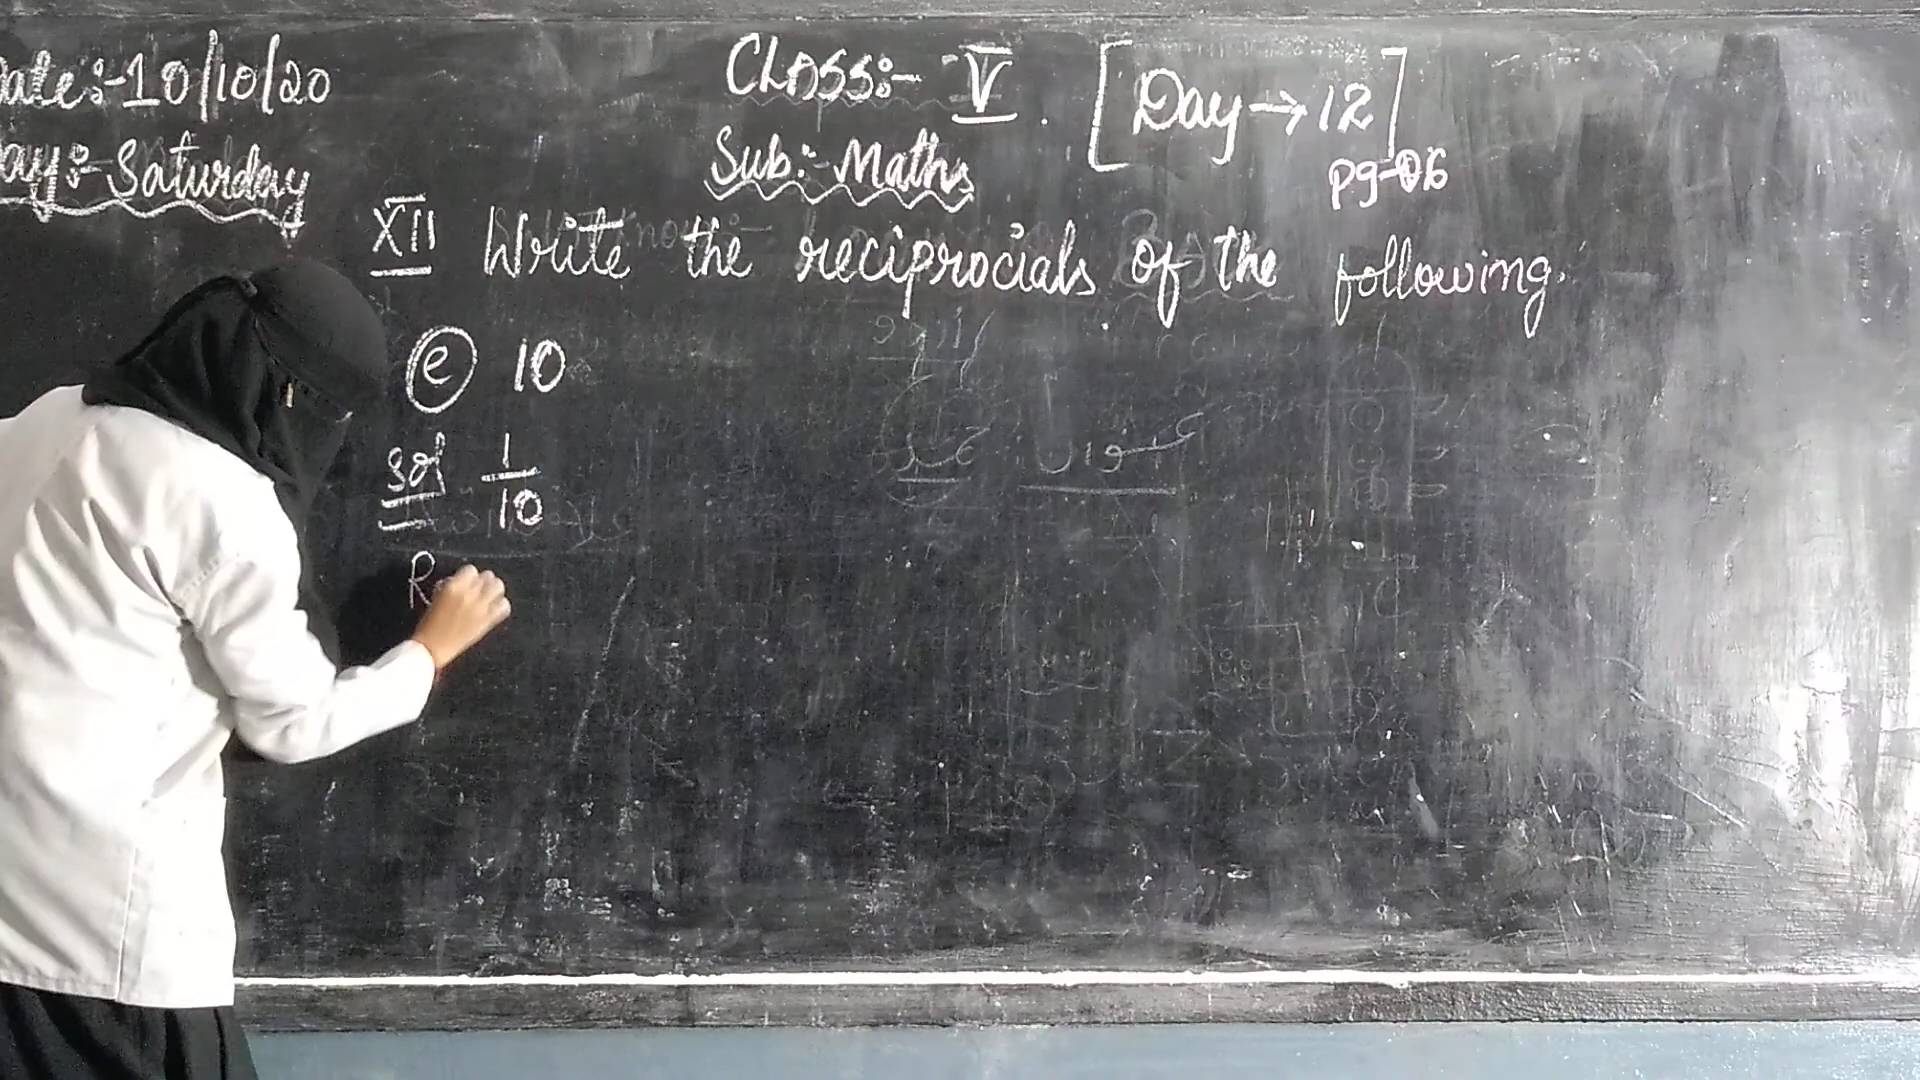 Date:-10/10/20
Day:-Saturday
Class:- V. [Day→12]
Sub:-Maths
pg-06
XII Write the reciprocials of the following.
(e) 10
sol 1/10
R